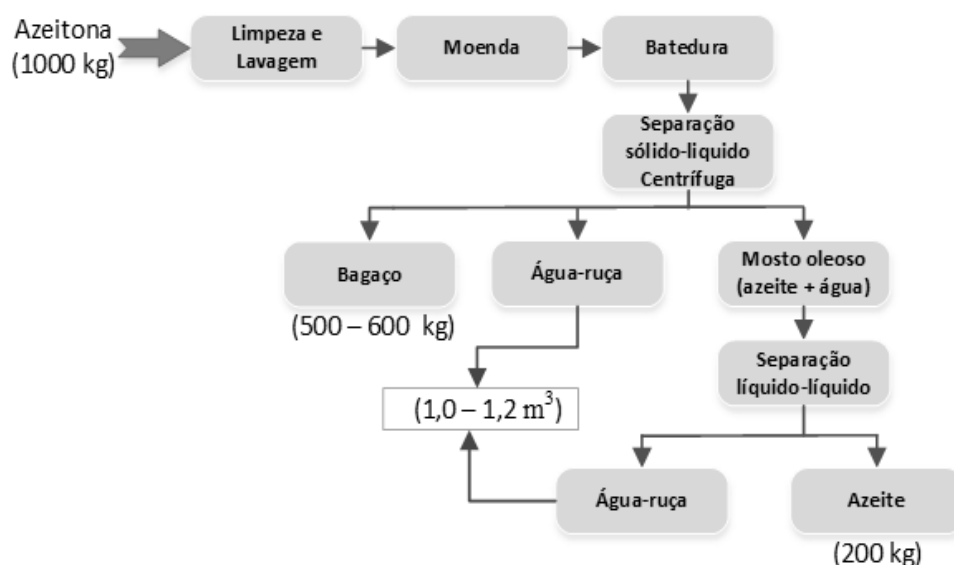 Azeitona
(1000 kg)
Limpeza e
Lavagem
Moenda
Batedura
Separação
sólido-liquido
Centrífuga
Bagaço
(500 – 600 kg)
Água-ruça
Mosto oleoso
(azeite + água)
Separação
líquido-líquido
(1,0 – 1,2 m³)
Água-ruça
Azeite
(200 kg)